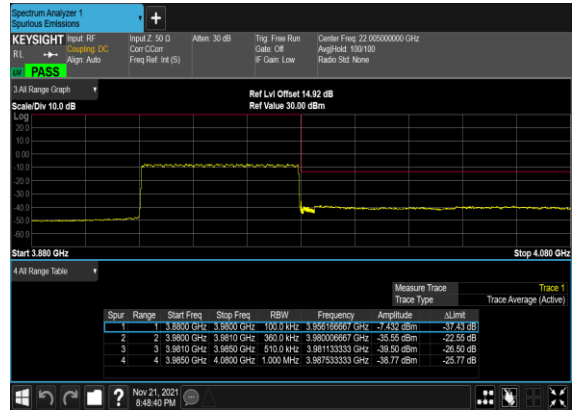 Spectrum Analyzer 1
Spurious Emissions
+
KEYSIGHT Input: RF Input Z: 50 Ω Atten: 30 dB Trig: Free Run Center Freq: 22.005000000 GHz
RL Coupling: DC Corr CCorr Gate: Off Avg|Hold: 100/100
Align: Auto Freq Ref: Int (S) IF Gain: Low Radio Std: None
PASS
3 All Range Graph
Ref Lvl Offset 14.92 dB
Scale/Div 10.0 dB Ref Value 30.00 dBm
Log
20.0
10.0
0.00
-10.0
-20.0
-30.0
-40.0
-50.0
-60.0
Start 3.880 GHz Stop 4.080 GHz
4 All Range Table
Measure Trace Trace 1
Trace Type Trace Average (Active)
Spur Range Start Freq Stop Freq RBW Frequency Amplitude ΔLimit
1 1 3.8800 GHz 3.9800 GHz 100.0 kHz 3.956166667 GHz -7.432 dBm -37.43 dB
2 2 3.9800 GHz 3.9810 GHz 360.0 kHz 3.980006667 GHz -35.55 dBm -22.55 dB
3 3 3.9810 GHz 3.9850 GHz 510.0 kHz 3.981133333 GHz -39.50 dBm -26.50 dB
4 4 3.9850 GHz 4.0800 GHz 1.000 MHz 3.987533333 GHz -38.77 dBm -25.77 dB
? Nov 21, 2021
8:48:40 PM